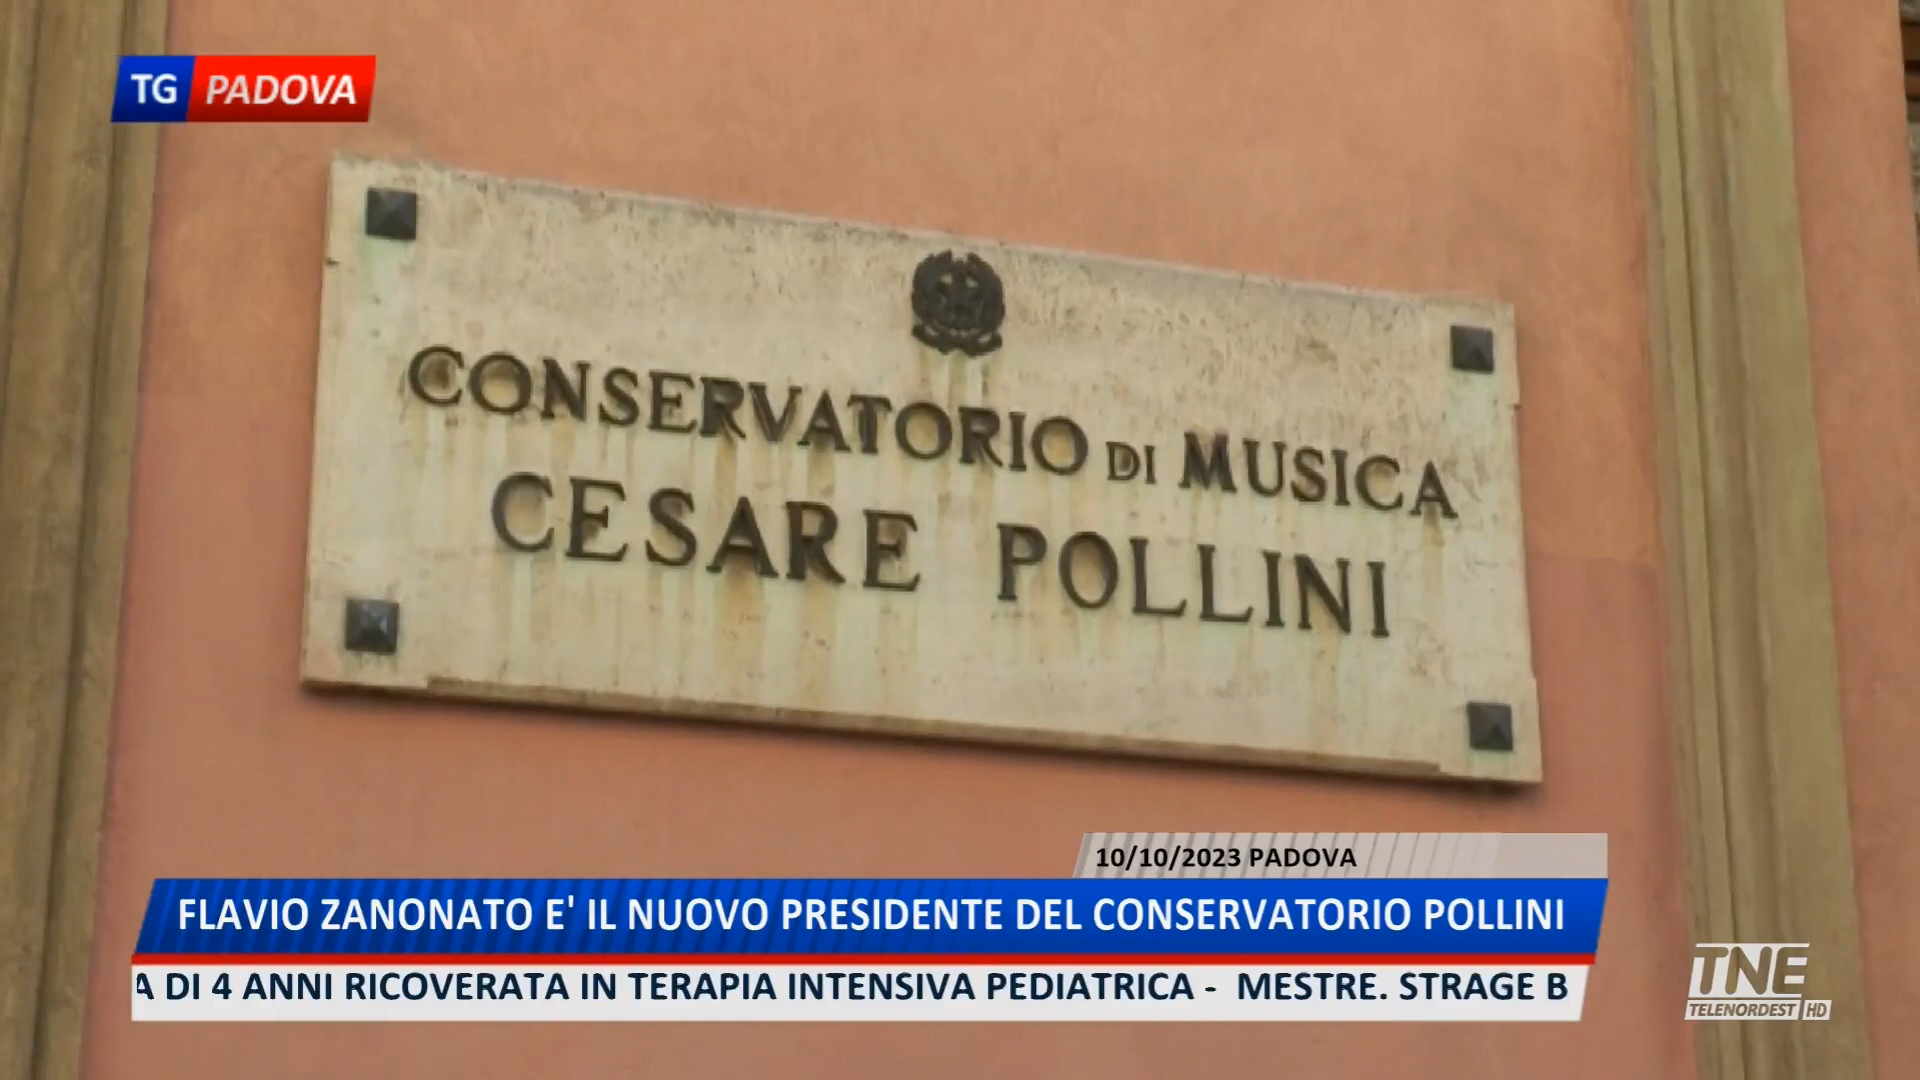 TG PADOVA
CONSERVATORIO DI MUSICA
CESARE POLLINI
10/10/2023 PADOVA
FLAVIO ZANONATO E' IL NUOVO PRESIDENTE DEL CONSERVATORIO POLLINI
A DI 4 ANNI RICOVERATA IN TERAPIA INTENSIVA PEDIATRICA - MESTRE. STRAGE B
TNE
TELENORDEST HD